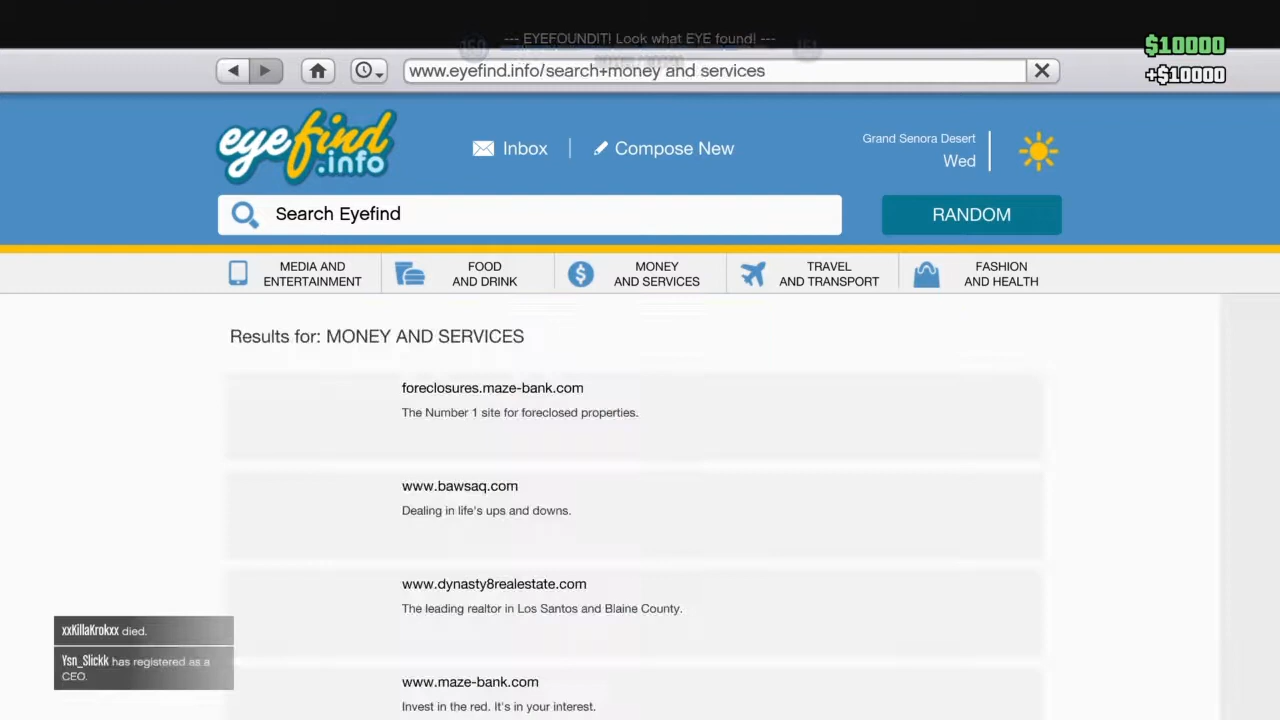 --- EYEFOUNDIT! Look what EYE found! ---
$10000
+$10000
www.eyefind.info/search+money and services
eyefind
.info
Inbox
Compose New
Grand Senora Desert
Wed
Search Eyefind
RANDOM
MEDIA AND
ENTERTAINMENT
FOOD
AND DRINK
MONEY
AND SERVICES
TRAVEL
AND TRANSPORT
FASHION
AND HEALTH
Results for: MONEY AND SERVICES
foreclosures.maze-bank.com
The Number 1 site for foreclosed properties.
www.bawsaq.com
Dealing in life's ups and downs.
www.dynasty8realestate.com
The leading realtor in Los Santos and Blaine County.
www.maze-bank.com
Invest in the red. It's in your interest.
xxKillaKrokxx died.
Ysn_Slickk has registered as a
CEO.